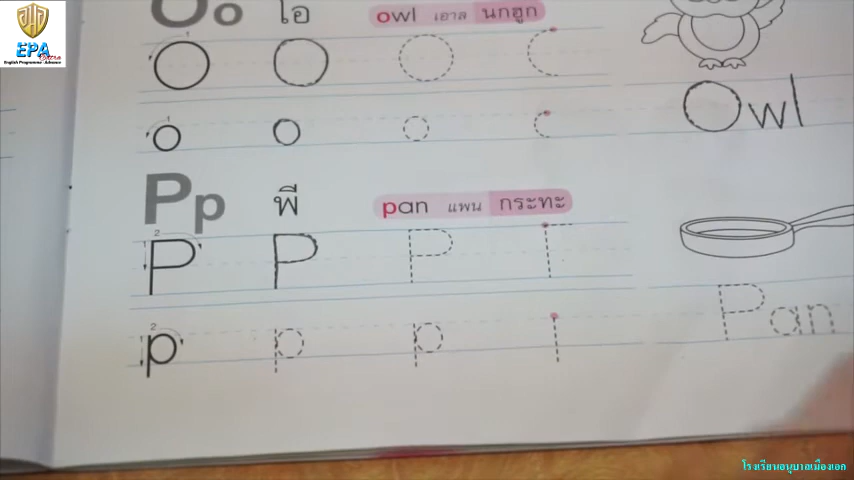 EPA
Extra
English Programme Advance
Oo โอ owl เอาล นกฮูก
O O O
o o o
Owl
Pp พี pan แพน กระทะ
P P P
p p p
Pan
โรงเรียนอนุบาลเมืองเอก